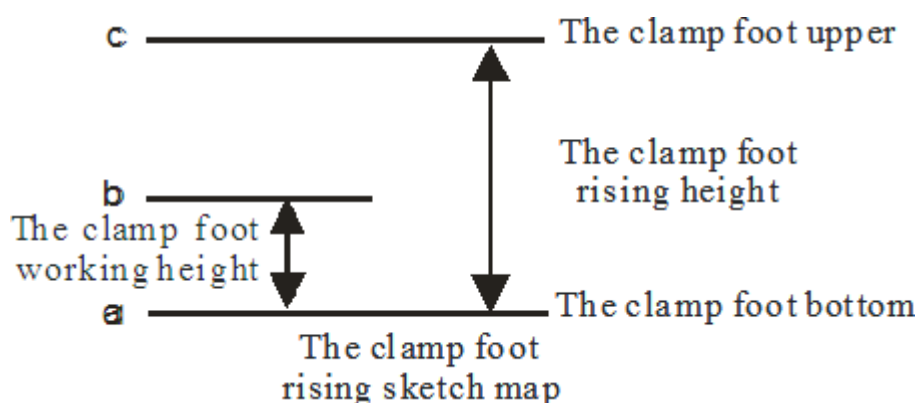 c
The clamp foot upper
The clamp foot
rising height
b
The clamp foot
working height
a
The clamp foot bottom
The clamp foot
rising sketch map